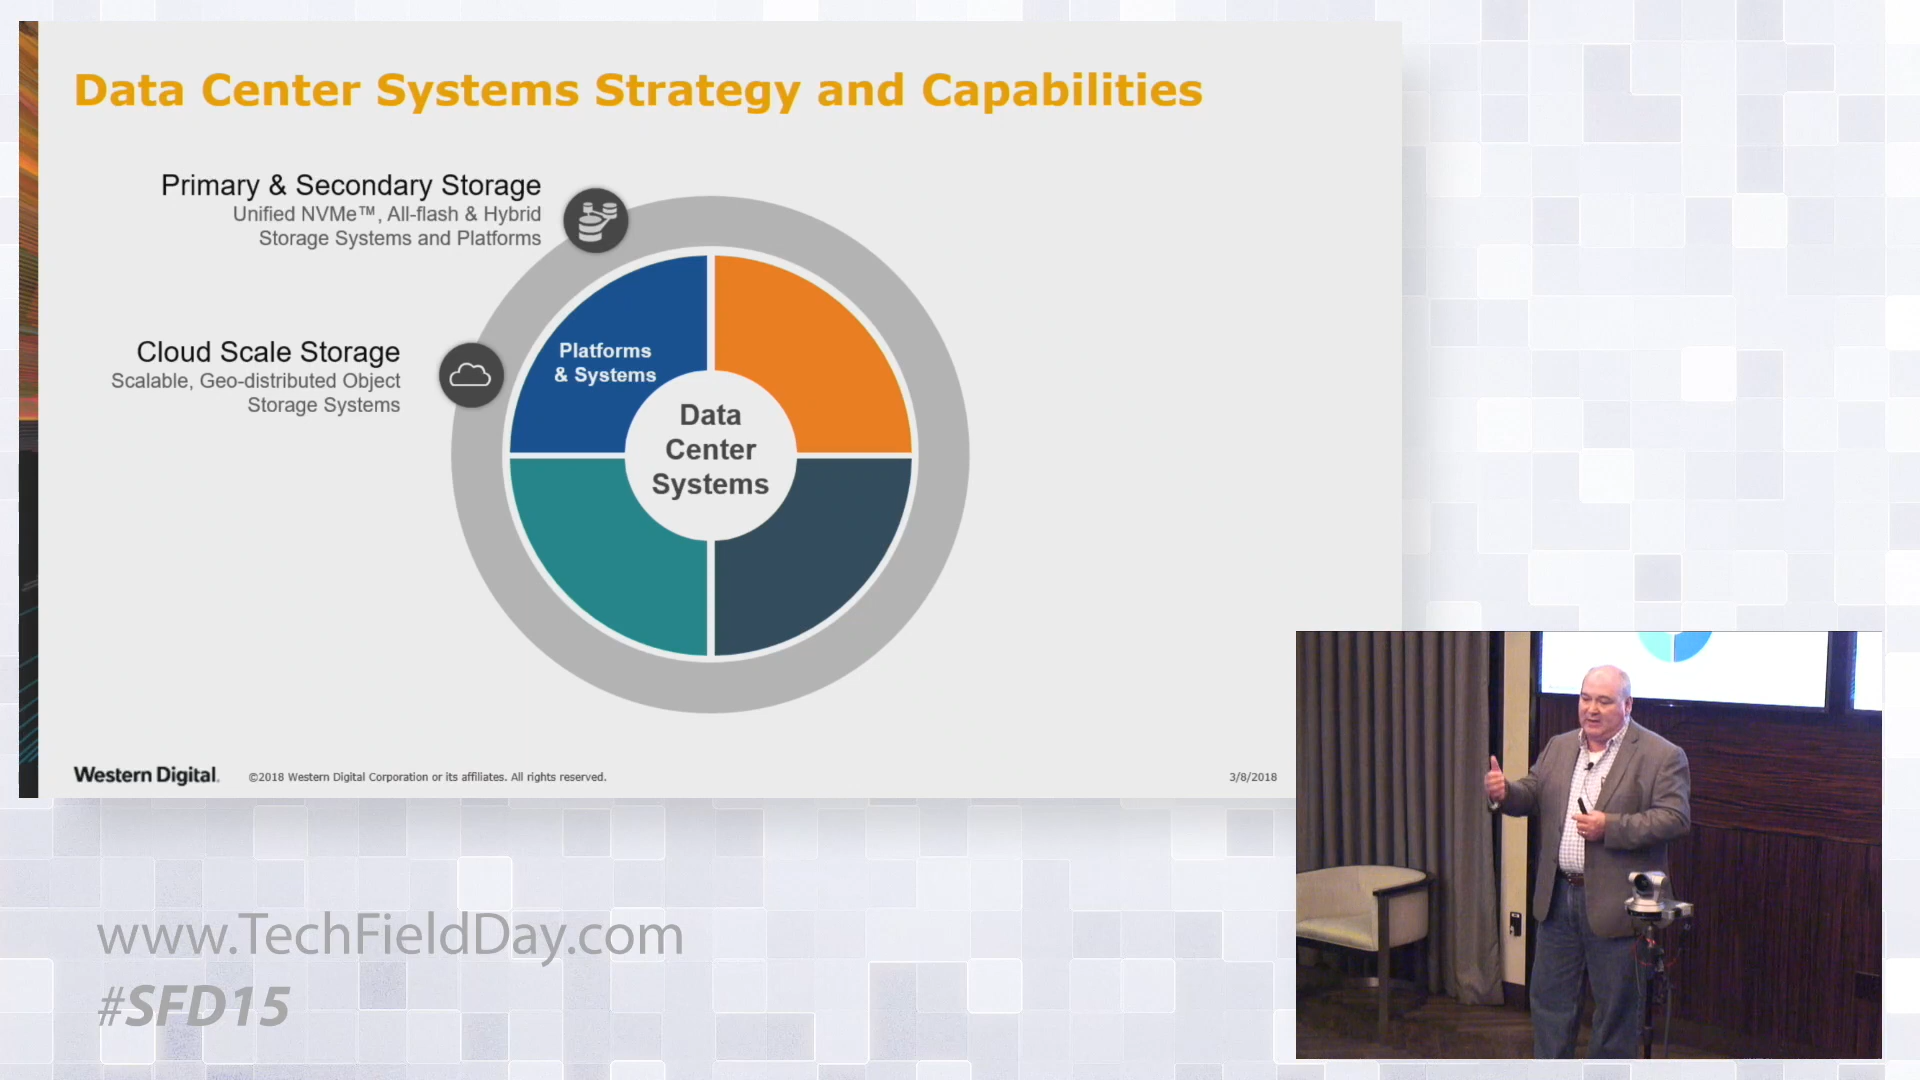 Data Center Systems Strategy and Capabilities
Primary & Secondary Storage
Unified NVMe™, All-flash & Hybrid
Storage Systems and Platforms
Cloud Scale Storage
Scalable, Geo-distributed Object
Storage Systems
Platforms
& Systems
Data
Center
Systems
Western Digital.
©2018 Western Digital Corporation or its affiliates. All rights reserved.
3/8/2018
www.TechFieldDay.com
#SFD15